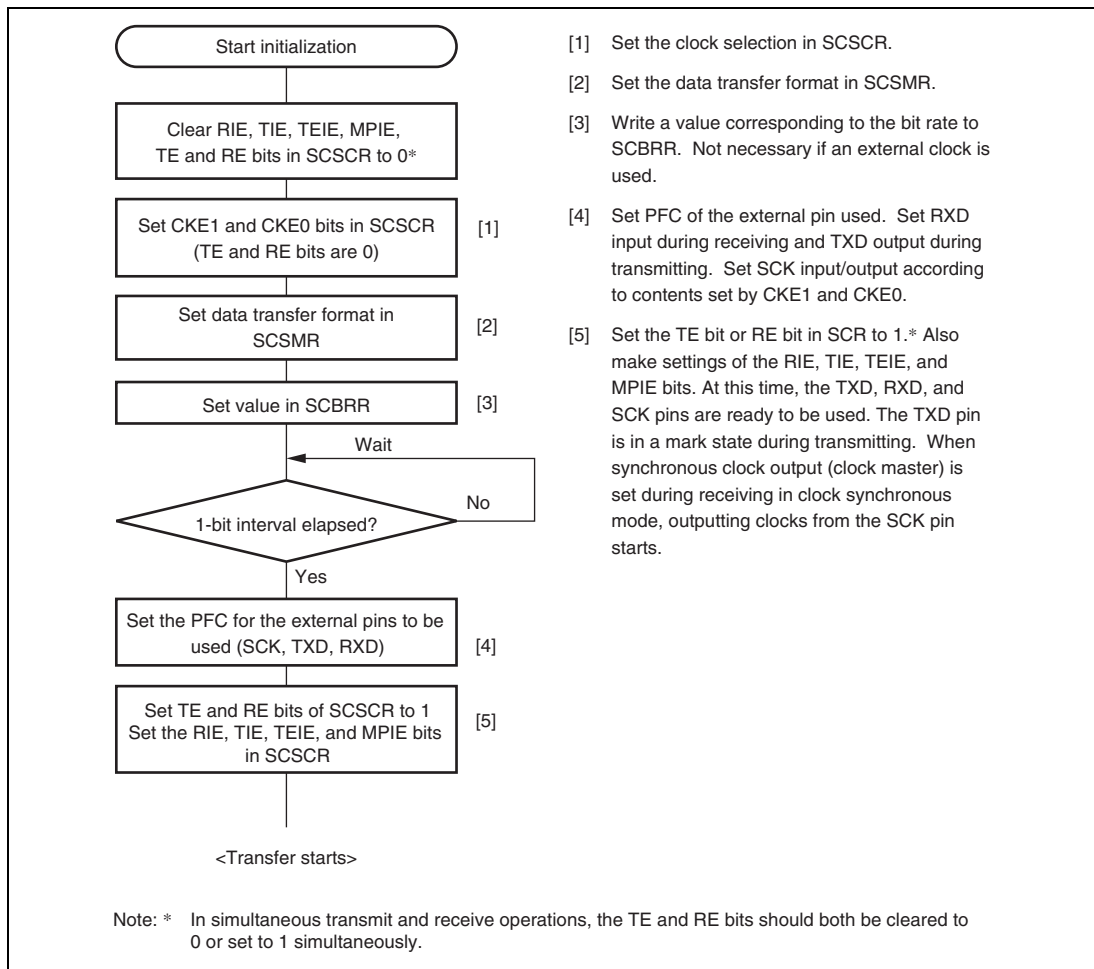 Start initialization
Clear RIE, TIE, TEIE, MPIE,
TE and RE bits in SCSCR to 0*
Set CKE1 and CKE0 bits in SCSCR
(TE and RE bits are 0)
[1]
Set data transfer format in
SCSMR
[2]
Set value in SCBRR
[3]
Wait
No
1-bit interval elapsed?
Yes
Set the PFC for the external pins to be
used (SCK, TXD, RXD)
[4]
Set TE and RE bits of SCSCR to 1
Set the RIE, TIE, TEIE, and MPIE bits
in SCSCR
[5]
<Transfer starts>
[1] Set the clock selection in SCSCR.
[2] Set the data transfer format in SCSMR.
[3] Write a value corresponding to the bit rate to
SCBRR. Not necessary if an external clock is
used.
[4] Set PFC of the external pin used. Set RXD
input during receiving and TXD output during
transmitting. Set SCK input/output according
to contents set by CKE1 and CKE0.
[5] Set the TE bit or RE bit in SCR to 1.* Also
make settings of the RIE, TIE, TEIE, and
MPIE bits. At this time, the TXD, RXD, and
SCK pins are ready to be used. The TXD pin
is in a mark state during transmitting. When
synchronous clock output (clock master) is
set during receiving in clock synchronous
mode, outputting clocks from the SCK pin
starts.
Note: * In simultaneous transmit and receive operations, the TE and RE bits should both be cleared to
0 or set to 1 simultaneously.